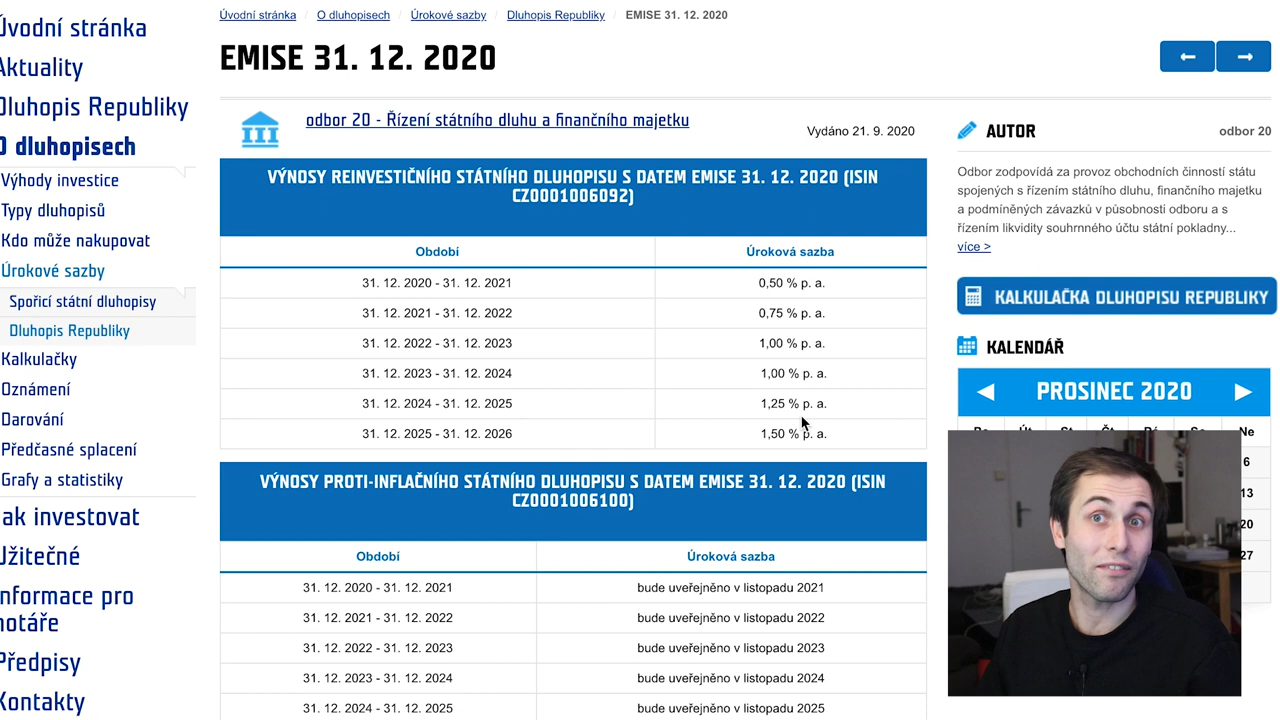 Úvodní stránka / O dluhopisech / Úrokové sazby / Dluhopis Republiky / EMISE 31. 12. 2020
EMISE 31. 12. 2020
Úvodní stránka
Aktuality
Dluhopis Republiky
O dluhopisech
Výhody investice
Typy dluhopisů
Kdo může nakupovat
Úrokové sazby
Spořicí státní dluhopisy
Dluhopis Republiky
Kalkulačky
Oznámení
Darování
Předčasné splacení
Grafy a statistiky
Jak investovat
Užitečné
Informace pro
notáře
Předpisy
Kontakty
odbor 20 - Řízení státního dluhu a finančního majetku
Vydáno 21. 9. 2020
VÝNOSY REINVESTIČNÍHO STÁTNÍHO DLUHOPISU S DATEM EMISE 31. 12. 2020 (ISIN
CZ0001006092)
Období Úroková sazba
31. 12. 2020 - 31. 12. 2021 0,50 % p. a.
31. 12. 2021 - 31. 12. 2022 0,75 % p. a.
31. 12. 2022 - 31. 12. 2023 1,00 % p. a.
31. 12. 2023 - 31. 12. 2024 1,00 % p. a.
31. 12. 2024 - 31. 12. 2025 1,25 % p. a.
31. 12. 2025 - 31. 12. 2026 1,50 % p. a.
VÝNOSY PROTI-INFLAČNÍHO STÁTNÍHO DLUHOPISU S DATEM EMISE 31. 12. 2020 (ISIN
CZ0001006100)
Období Úroková sazba
31. 12. 2020 - 31. 12. 2021 bude uveřejněno v listopadu 2021
31. 12. 2021 - 31. 12. 2022 bude uveřejněno v listopadu 2022
31. 12. 2022 - 31. 12. 2023 bude uveřejněno v listopadu 2023
31. 12. 2023 - 31. 12. 2024 bude uveřejněno v listopadu 2024
31. 12. 2024 - 31. 12. 2025 bude uveřejněno v listopadu 2025
AUTOR odbor 20
Odbor zodpovídá za provoz obchodních činností státu
spojených s řízením státního dluhu, finančního majetku
a podmíněných závazků v působnosti odboru a s
řízením likvidity souhrnného účtu státní pokladny...
více >
KALKULAČKA DLUHOPISU REPUBLIKY
KALENDÁŘ
PROSINEC 2020
Ne
6
13
20
27